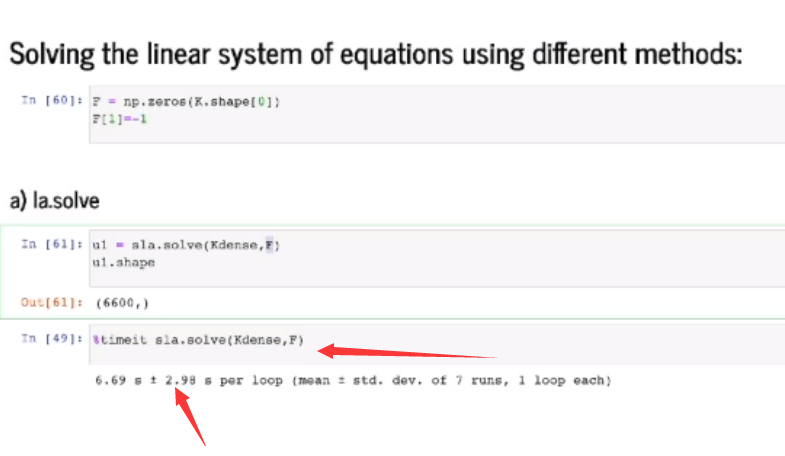 Solving the linear system of equations using different methods:
In [60]: F = np.zeros(K.shape[0])
F[1]=-1
a) la.solve
In [61]: u1 = sla.solve(Kdense,F)
u1.shape
Out[61]: (6600,)
In [49]: %timeit sla.solve(Kdense,F)
6.69 s ± 2.98 s per loop (mean ± std. dev. of 7 runs, 1 loop each)